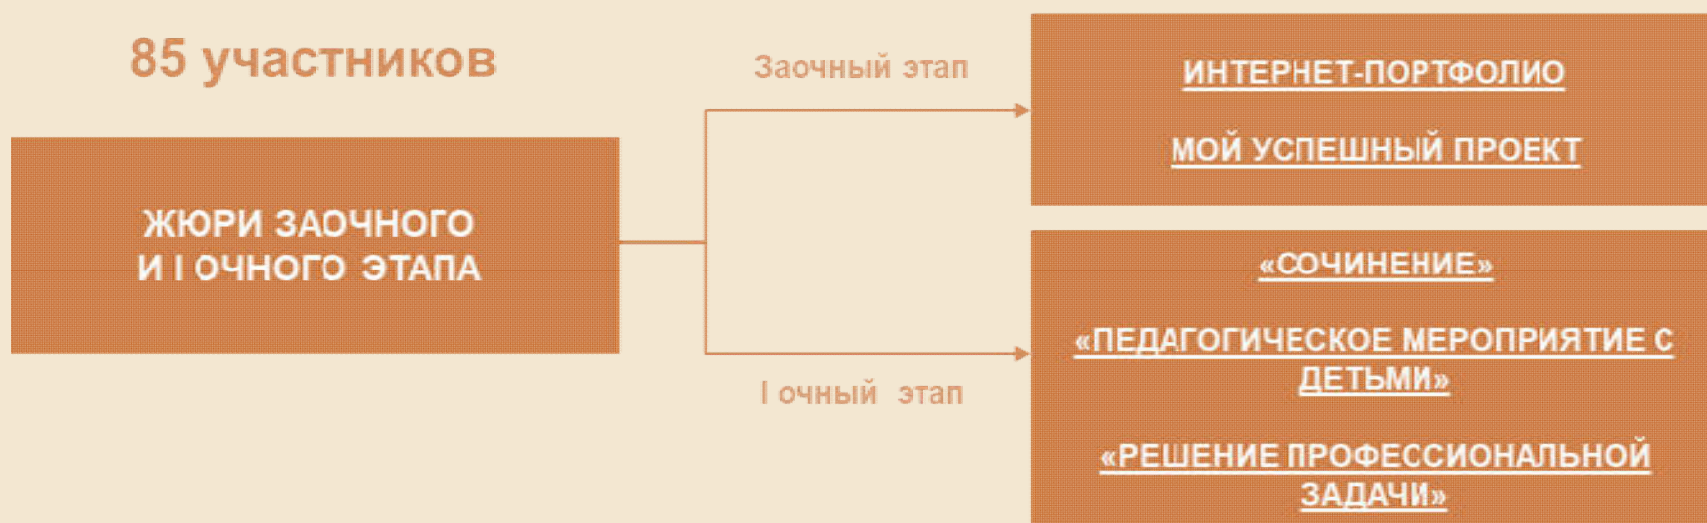 85 участников
ЖЮРИ ЗАОЧНОГО
И I ОЧНОГО ЭТАПА
Заочный этап
ИНТЕРНЕТ-ПОРТФОЛИО
МОЙ УСПЕШНЫЙ ПРОЕКТ
I очный этап
«СОЧИНЕНИЕ»
«ПЕДАГОГИЧЕСКОЕ МЕРОПРИЯТИЕ С
ДЕТЬМИ»
«РЕШЕНИЕ ПРОФЕССИОНАЛЬНОЙ
ЗАДАЧИ»